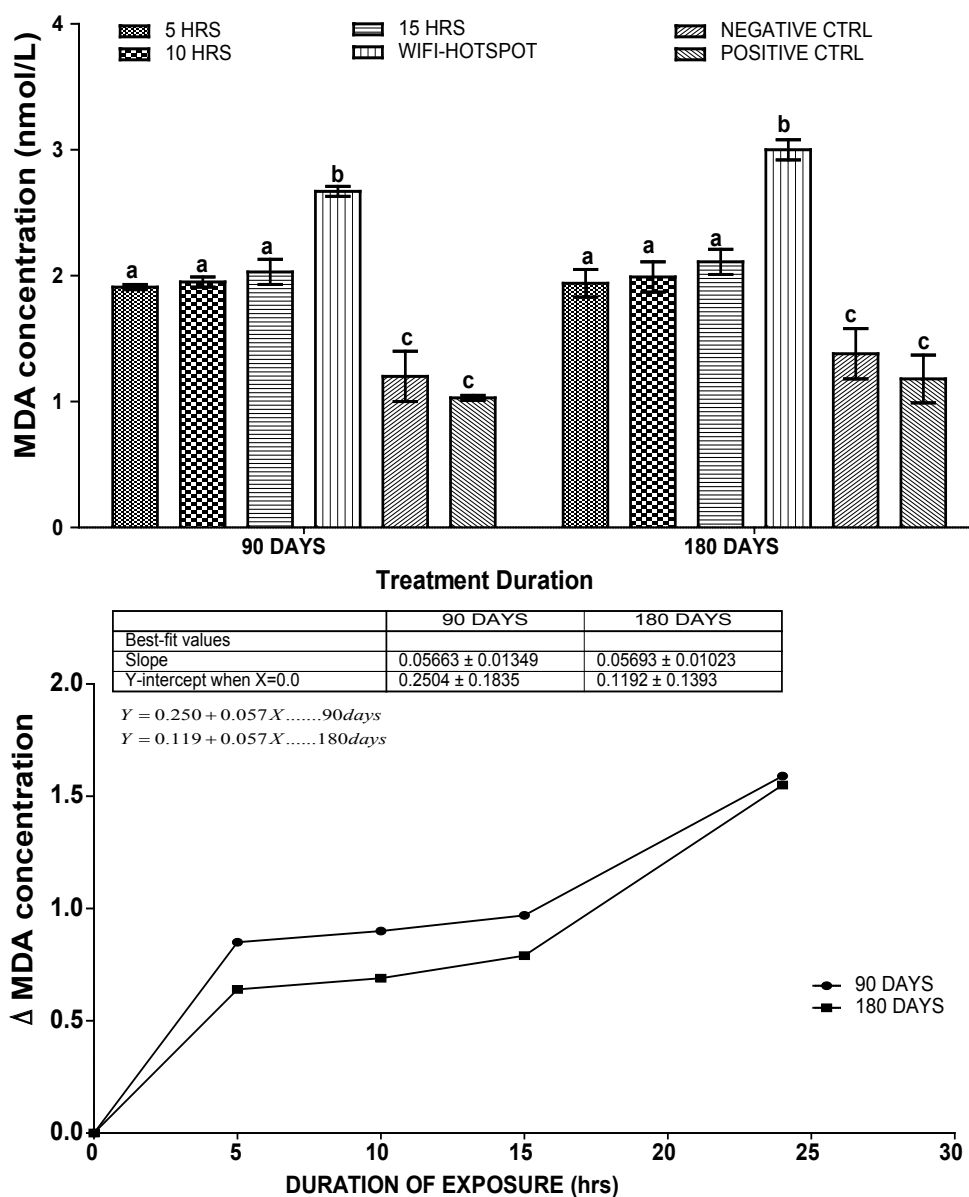 MDA concentration (nmol/L)
4
3
2
1
0
5 HRS
10 HRS
15 HRS
WIFI-HOTSPOT
NEGATIVE CTRL
POSITIVE CTRL
a
a
a
b
c
c
a
a
a
b
c
c
90 DAYS
180 DAYS
Treatment Duration
90 DAYS 180 DAYS
Best-fit values
Slope 0.05663 ± 0.01349 0.05693 ± 0.01023
Y-intercept when X=0.0 0.2504 ± 0.1835 0.1192 ± 0.1393
Y = 0.250 + 0.057 X .......90days
Y = 0.119 + 0.057 X ......180days
Δ MDA concentration
2.0
1.5
1.0
0.5
0.0
90 DAYS
180 DAYS
0 5 10 15 20 25 30
DURATION OF EXPOSURE (hrs)